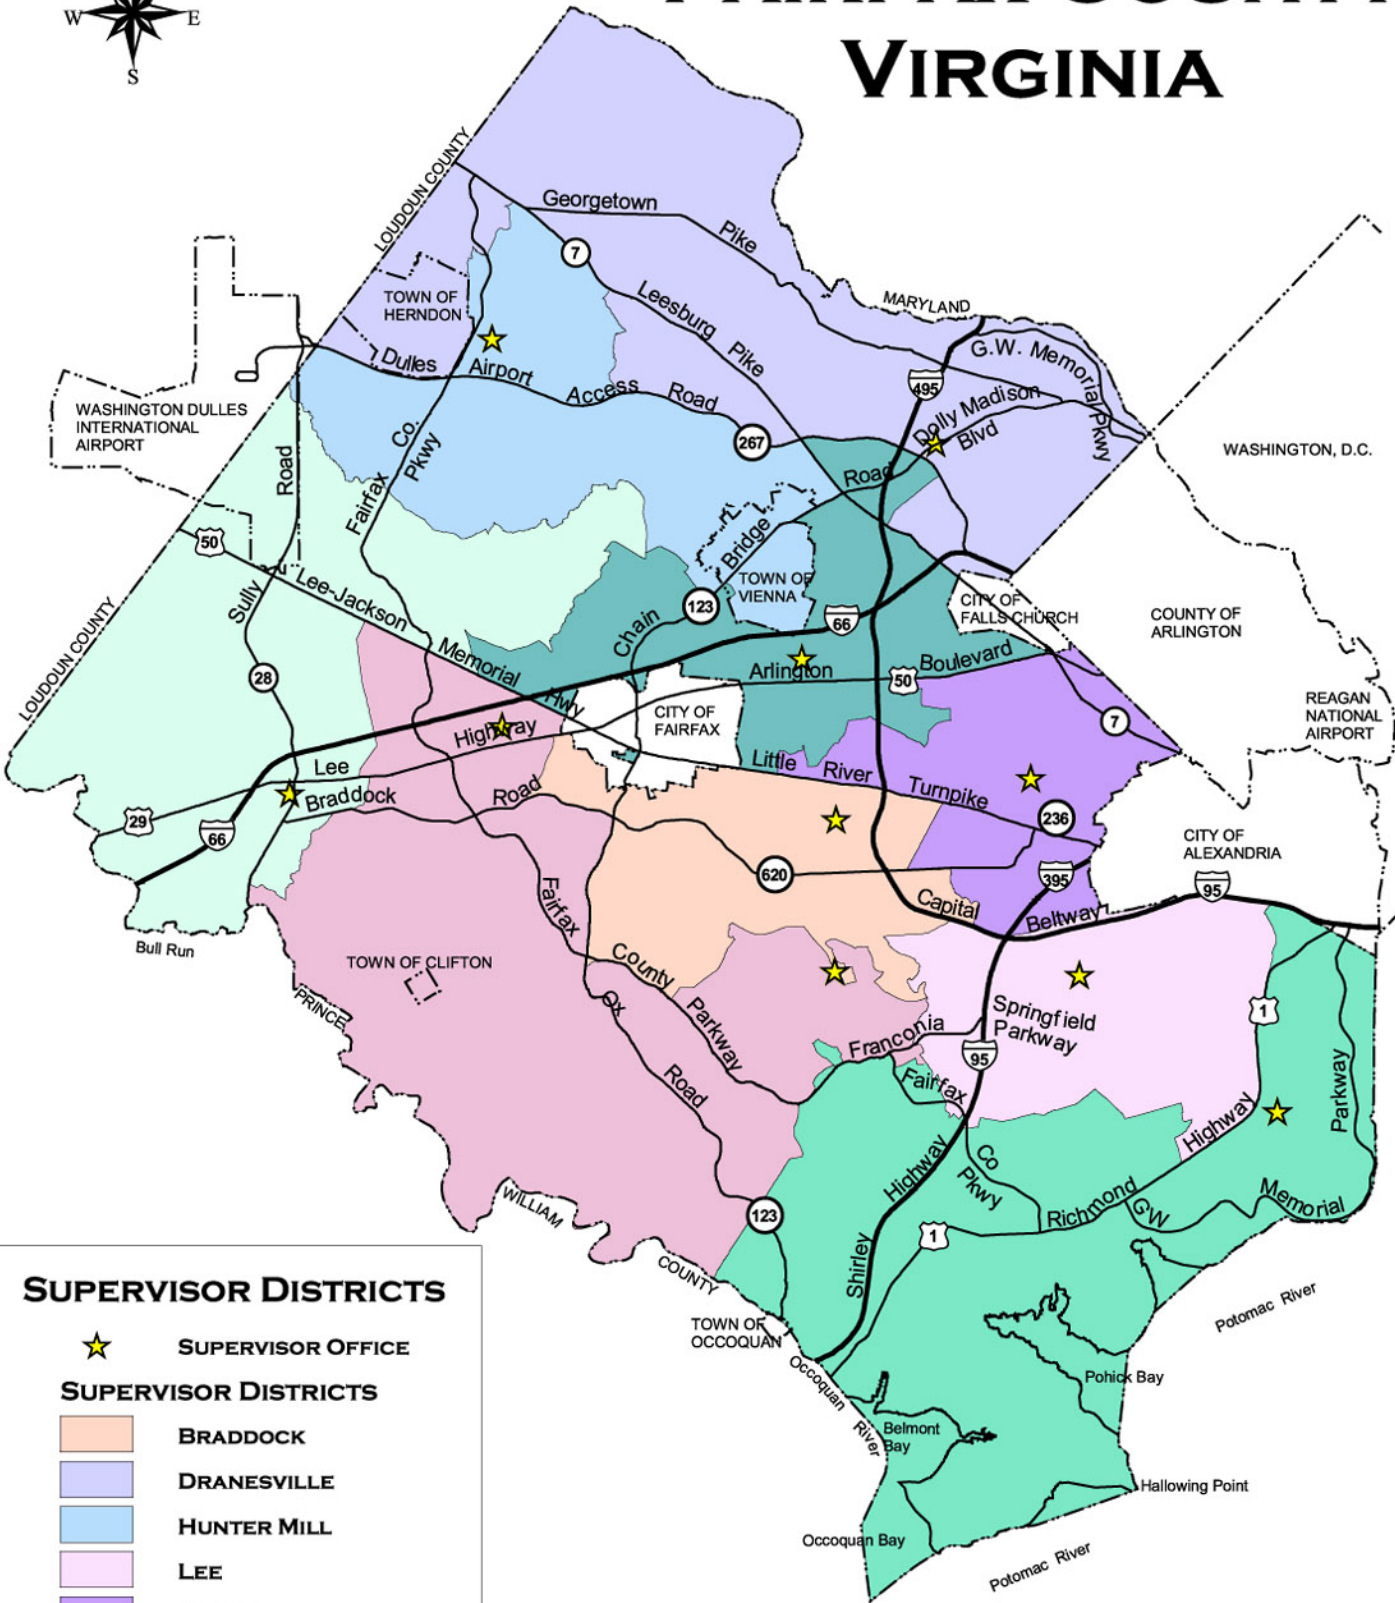 VIRGINIA
W
E
S
LOUDOUN COUNTY
Georgetown
Pike
7
Leesburg
Pike
MARYLAND
TOWN OF
HERNDON
G.W. Memorial
Pkwy
Dulles
Airport
Access
Road
495
Dolly Madison
Blvd
WASHINGTON DULLES
INTERNATIONAL
AIRPORT
267
Road
WASHINGTON, D.C.
Road
Fairfax
Co.
Pkwy
50
Bridge
TOWN OF
VIENNA
Lee-Jackson
Sully
123
66
CITY OF
FALLS CHURCH
COUNTY OF
ARLINGTON
LOUDOUN COUNTY
Chain
Memorial
Hwy
Arlington
50
Boulevard
28
REAGAN
NATIONAL
AIRPORT
CITY OF
FAIRFAX
7
Highway
Lee
Little
River
Turnpike
Braddock
Road
29
66
236
CITY OF
ALEXANDRIA
620
395
95
Fairfax
Capital
Beltway
Bull Run
TOWN OF CLIFTON
County
Parkway
PRINCE
Ox
Road
Springfield
Parkway
Franconia
95
1
Fairfax
Parkway
Highway
Co
Pkwy
Highway
WILLIAM
123
Richmond
GW
Memorial
1
Shirley
COUNTY
Potomac River
TOWN OF
OCCOQUAN
Occoquan
River
Pohick Bay
Belmont
Bay
Hallowing Point
Occoquan Bay
Potomac River
SUPERVISOR DISTRICTS
SUPERVISOR OFFICE
SUPERVISOR DISTRICTS
BRADDOCK
DRANESVILLE
HUNTER MILL
LEE